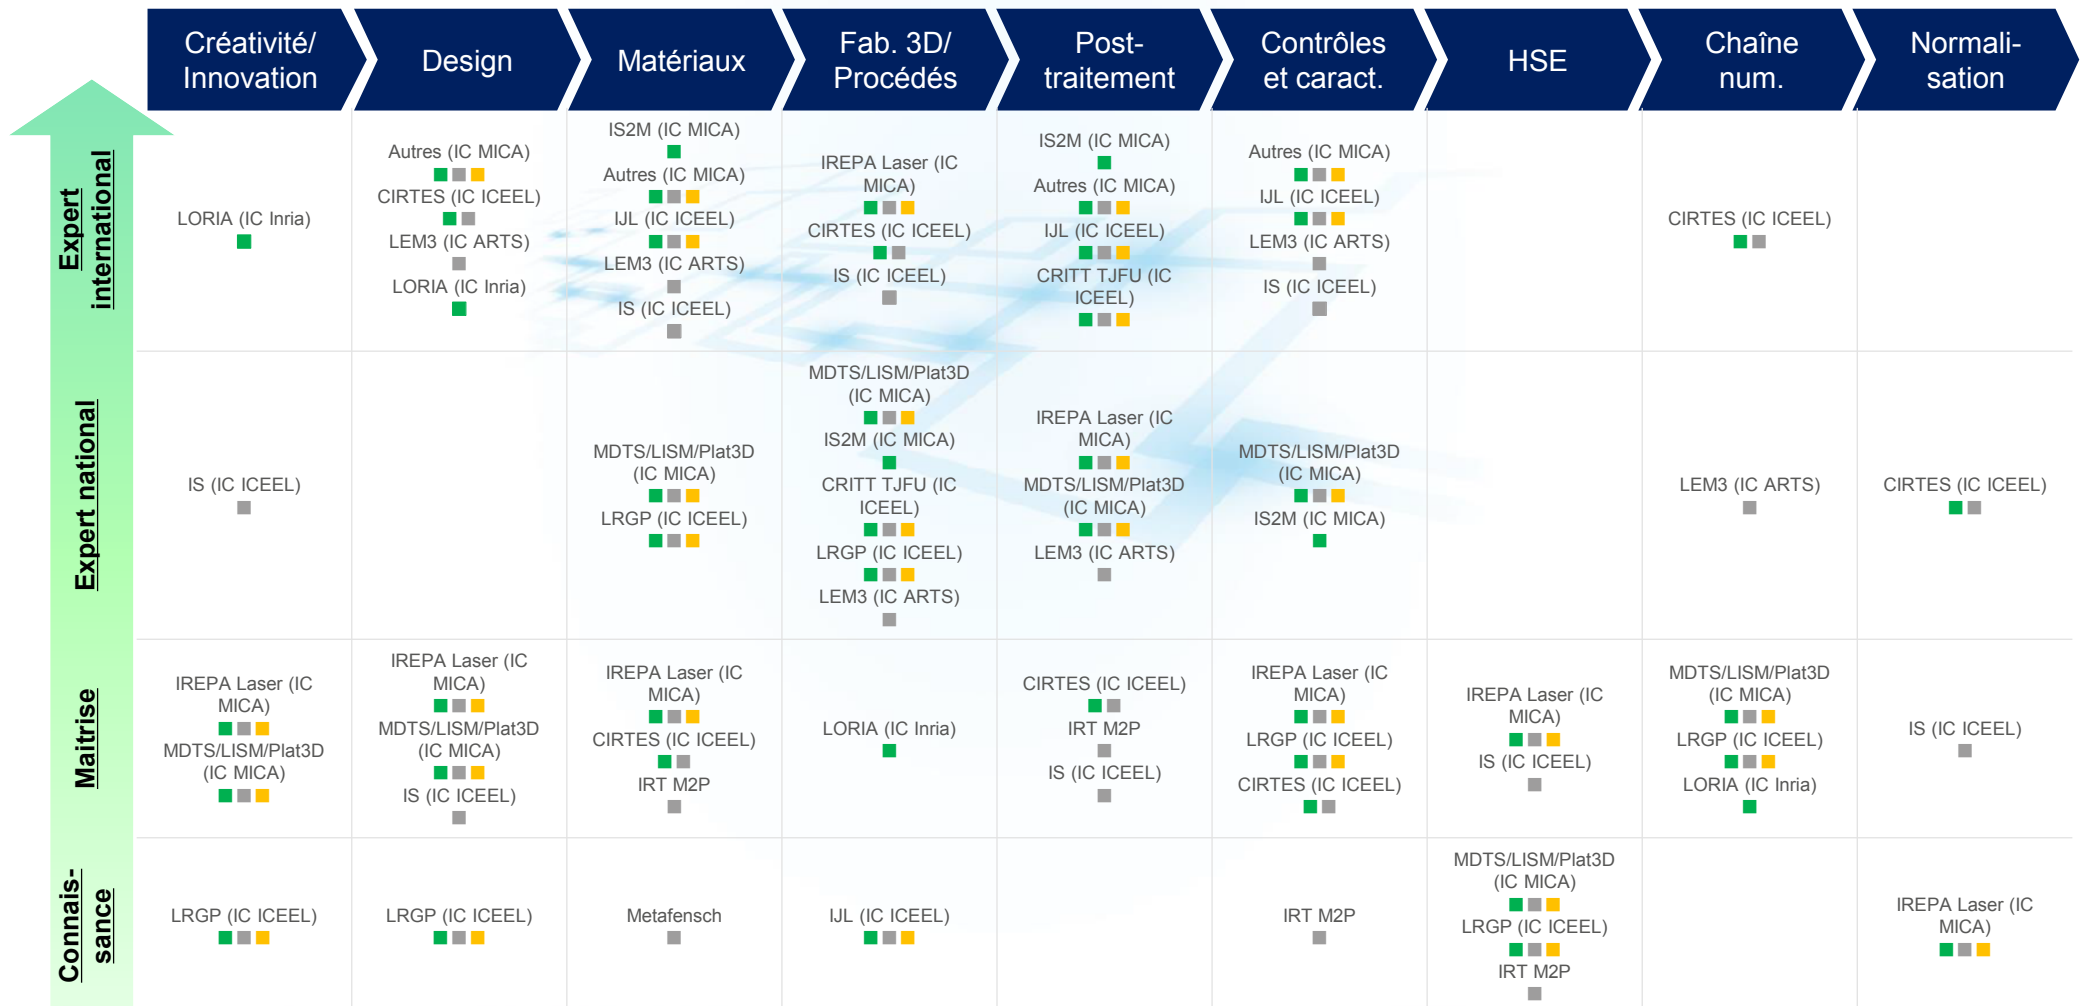 Créativité/
Innovation
Design
Matériaux
Fab. 3D/
Procédés
Post-
traitement
Contrôles
et caract.
HSE
Chaîne
num.
Normali-
sation
Expert
international
LORIA (IC Inria)
Autres (IC MICA)
CIRTES (IC ICEEL)
LEM3 (IC ARTS)
LORIA (IC Inria)
IS2M (IC MICA)
Autres (IC MICA)
IJL (IC ICEEL)
LEM3 (IC ARTS)
IS (IC ICEEL)
IREPA Laser (IC
MICA)
CIRTES (IC ICEEL)
IS (IC ICEEL)
IS2M (IC MICA)
Autres (IC MICA)
IJL (IC ICEEL)
CRITT TJFU (IC
ICEEL)
Autres (IC MICA)
IJL (IC ICEEL)
LEM3 (IC ARTS)
IS (IC ICEEL)
CIRTES (IC ICEEL)
Expert national
IS (IC ICEEL)
MDTS/LISM/Plat3D
(IC MICA)
LRGP (IC ICEEL)
MDTS/LISM/Plat3D
(IC MICA)
IS2M (IC MICA)
CRITT TJFU (IC
ICEEL)
LRGP (IC ICEEL)
LEM3 (IC ARTS)
IREPA Laser (IC
MICA)
MDTS/LISM/Plat3D
(IC MICA)
LEM3 (IC ARTS)
MDTS/LISM/Plat3D
(IC MICA)
IS2M (IC MICA)
LEM3 (IC ARTS)
CIRTES (IC ICEEL)
Maitrise
IREPA Laser (IC
MICA)
MDTS/LISM/Plat3D
(IC MICA)
IREPA Laser (IC
MICA)
MDTS/LISM/Plat3D
(IC MICA)
IS (IC ICEEL)
IREPA Laser (IC
MICA)
CIRTES (IC ICEEL)
IRT M2P
LORIA (IC Inria)
CIRTES (IC ICEEL)
IRT M2P
IS (IC ICEEL)
IREPA Laser (IC
MICA)
LRGP (IC ICEEL)
CIRTES (IC ICEEL)
IREPA Laser (IC
MICA)
IS (IC ICEEL)
MDTS/LISM/Plat3D
(IC MICA)
LRGP (IC ICEEL)
LORIA (IC Inria)
IS (IC ICEEL)
Connais-
sance
LRGP (IC ICEEL)
LRGP (IC ICEEL)
Metafensch
IJL (IC ICEEL)
IRT M2P
MDTS/LISM/Plat3D
(IC MICA)
LRGP (IC ICEEL)
IRT M2P
IREPA Laser (IC
MICA)